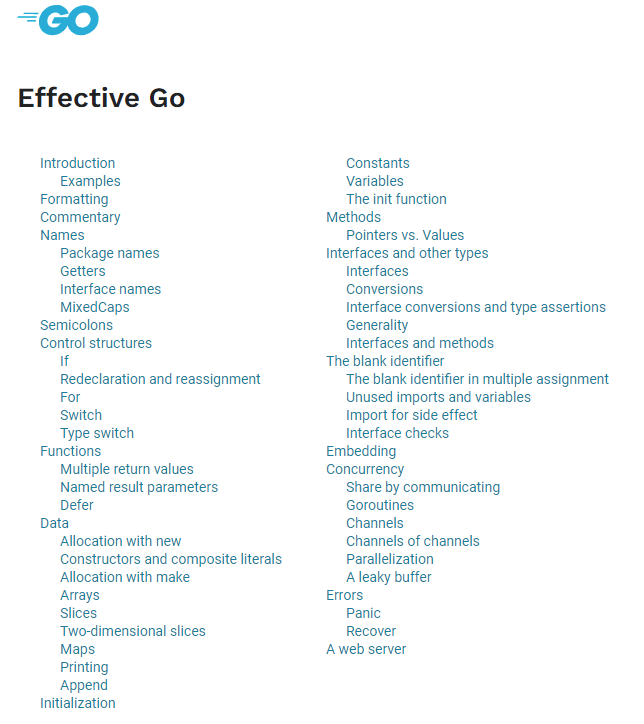 GO
Effective Go
Introduction
Examples
Formatting
Commentary
Names
Package names
Getters
Interface names
MixedCaps
Semicolons
Control structures
If
Redeclaration and reassignment
For
Switch
Type switch
Functions
Multiple return values
Named result parameters
Defer
Data
Allocation with new
Constructors and composite literals
Allocation with make
Arrays
Slices
Two-dimensional slices
Maps
Printing
Append
Initialization
Constants
Variables
The init function
Methods
Pointers vs. Values
Interfaces and other types
Interfaces
Conversions
Interface conversions and type assertions
Generality
Interfaces and methods
The blank identifier
The blank identifier in multiple assignment
Unused imports and variables
Import for side effect
Interface checks
Embedding
Concurrency
Share by communicating
Goroutines
Channels
Channels of channels
Parallelization
A leaky buffer
Errors
Panic
Recover
A web server